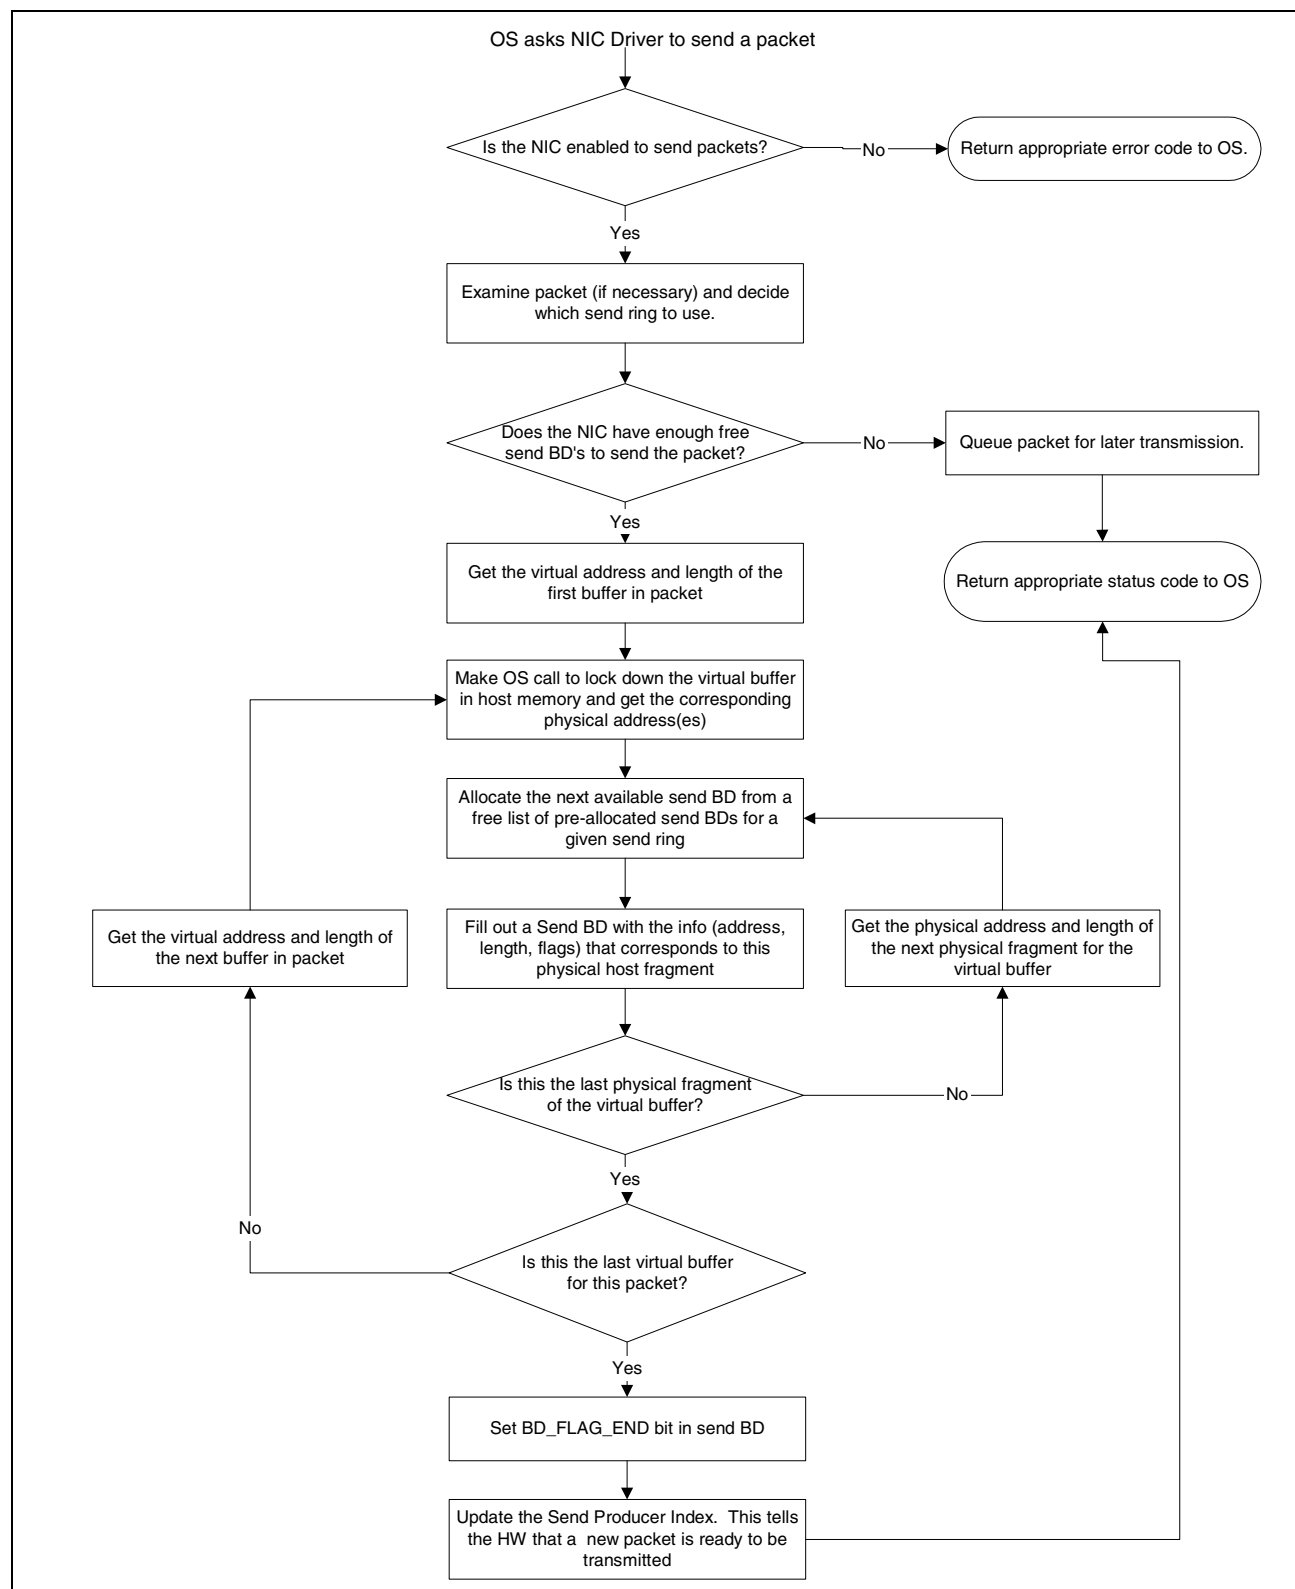 OS asks NIC Driver to send a packet
Is the NIC enabled to send packets?
No
Return appropriate error code to OS.
Yes
Examine packet (if necessary) and decide
which send ring to use.
Does the NIC have enough free
send BD's to send the packet?
No
Queue packet for later transmission.
Yes
Get the virtual address and length of the
first buffer in packet
Return appropriate status code to OS
Make OS call to lock down the virtual buffer
in host memory and get the corresponding
physical address(es)
Allocate the next available send BD from a
free list of pre-allocated send BDs for a
given send ring
Get the virtual address and length of
the next buffer in packet
Fill out a Send BD with the info (address,
length, flags) that corresponds to this
physical host fragment
Get the physical address and length of
the next physical fragment for the
virtual buffer
Is this the last physical fragment
of the virtual buffer?
No
Yes
No
Is this the last virtual buffer
for this packet?
Yes
Set BD_FLAG_END bit in send BD
Update the Send Producer Index.  This tells
the HW that a  new packet is ready to be
transmitted